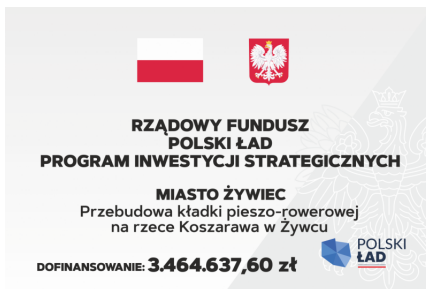 RZĄDOWY FUNDUSZ
POLSKI ŁAD
PROGRAM INWESTYCJI STRATEGICZNYCH
MIASTO ŻYWIEC
Przebudowa kładki pieszo-rowerowej
na rzece Koszarawa w Żywcu
POLSKI
ŁAD
DOFINANSOWANIE: 3.464.637,60 zł